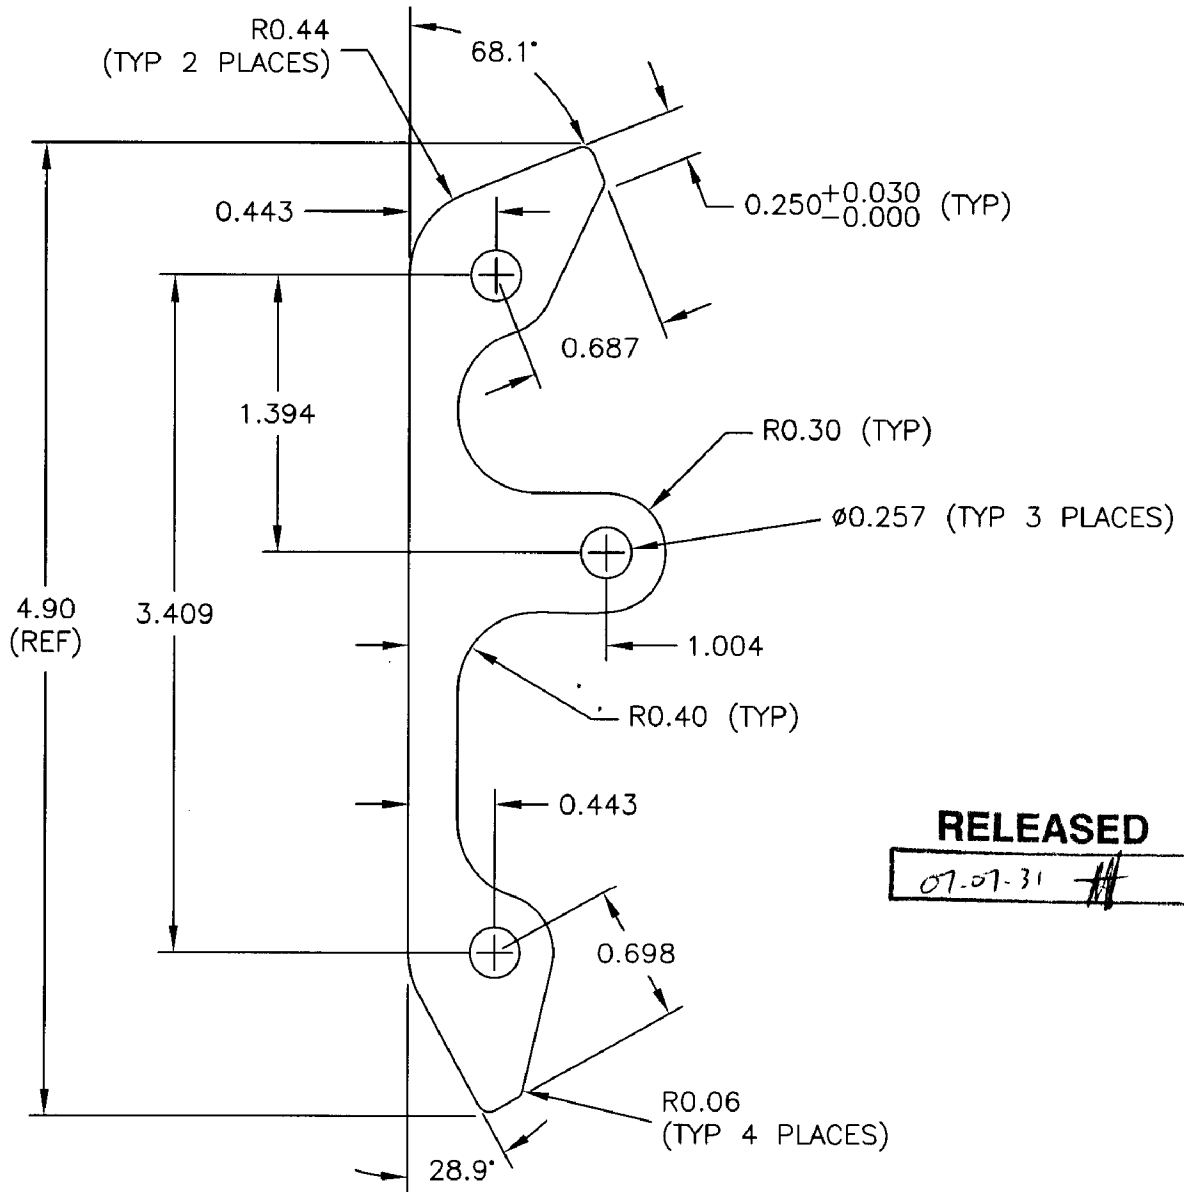 R0.44
(TYP 2 PLACES)
68.1°
0.443
0.250 +0.030 -0.000 (TYP)
0.687
1.394
R0.30 (TYP)
ø0.257 (TYP 3 PLACES)
4.90
(REF)
3.409
1.004
R0.40 (TYP)
0.443
RELEASED
07-07-31
0.698
R0.06
(TYP 4 PLACES)
28.9°